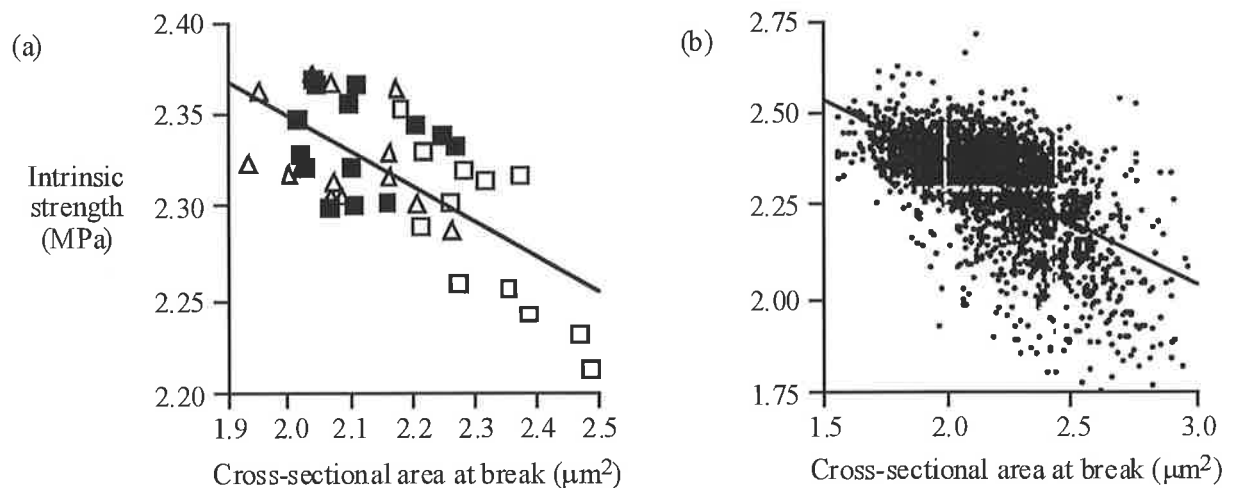 (a)
Intrinsic
strength
(MPa)
2.40
2.35
2.30
2.25
2.20
1.9 2.0 2.1 2.2 2.3 2.4 2.5
Cross-sectional area at break (μm²)
(b)
2.75
2.50
2.25
2.00
1.75
1.5 2.0 2.5 3.0
Cross-sectional area at break (μm²)